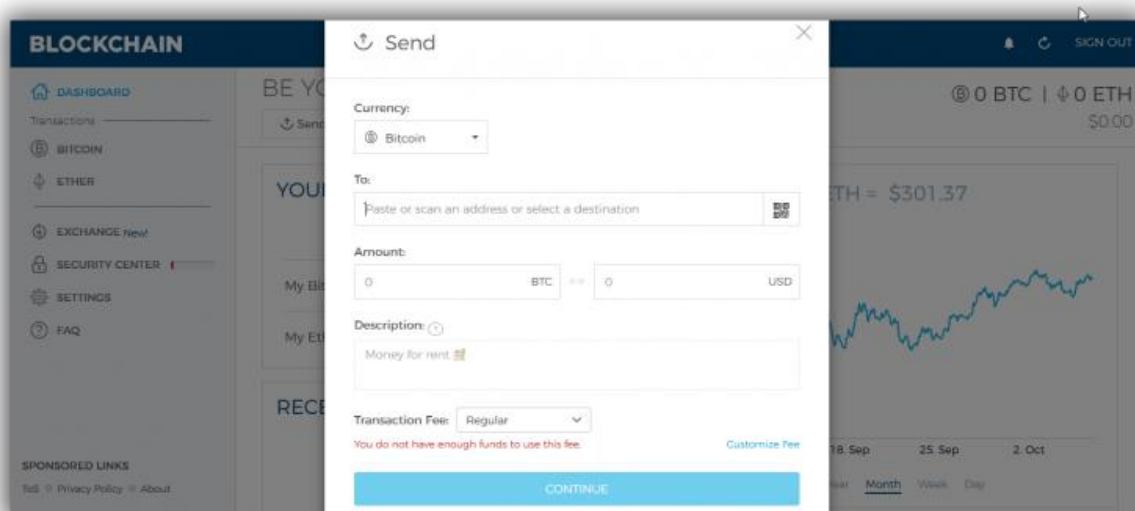 BLOCKCHAIN
SIGN OUT
DASHBOARD
Transactions
BITCOIN
ETHER
EXCHANGE New!
SECURITY CENTER
SETTINGS
FAQ
SPONSORED LINKS
ToS Privacy Policy About
BE YO
Send
0 BTC | 0 ETH
$0.00
YOUR
My Bit
My Eth
RECE
ETH = $301.37
18. Sep 25. Sep 2. Oct
Year Month Week Day
Send
Currency:
Bitcoin
To:
Paste or scan an address or select a destination
Amount:
0 BTC 0 USD
Description: ?
Money for rent
Transaction Fee: Regular
You do not have enough funds to use this fee.
Customize Fee
CONTINUE